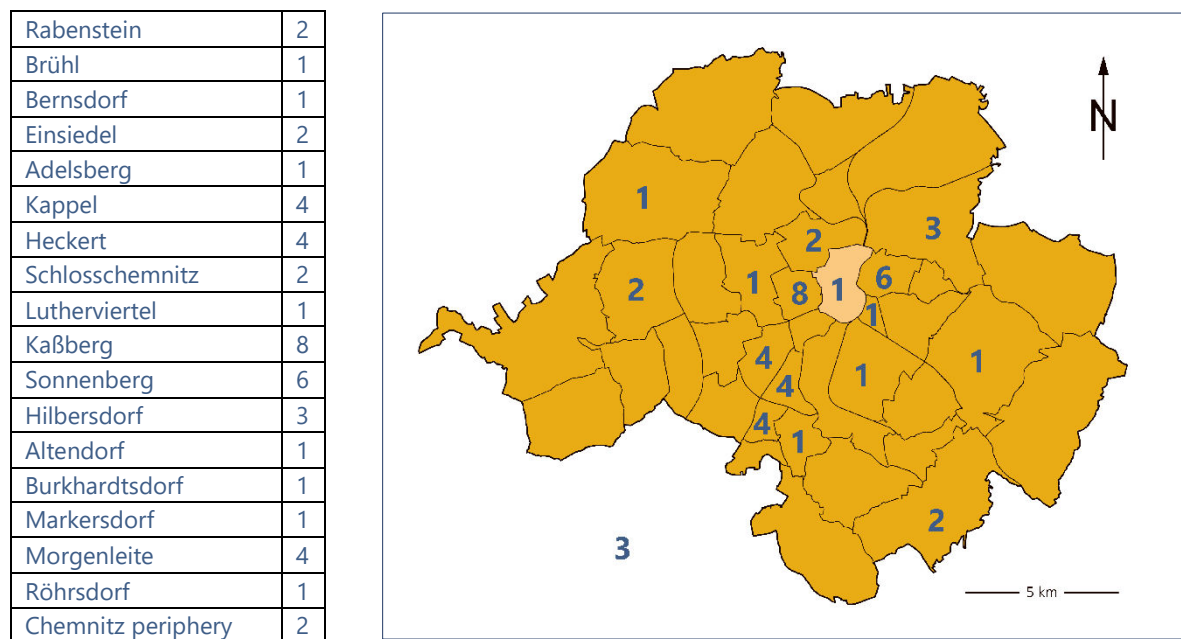 Rabenstein 2
Brühl 1
Bernsdorf 1
Einsiedel 2
Adelsberg 1
Kappel 4
Heckert 4
Schlosschemnitz 2
Lutherviertel 1
Kaßberg 8
Sonnenberg 6
Hilbersdorf 3
Altendorf 1
Burkhardtsdorf 1
Markersdorf 1
Morgenleite 4
Röhrsdorf 1
Chemnitz periphery 2
N
1
3
2
6
1
2
8
1
1
4
1
1
4
4
1
2
3
5 km